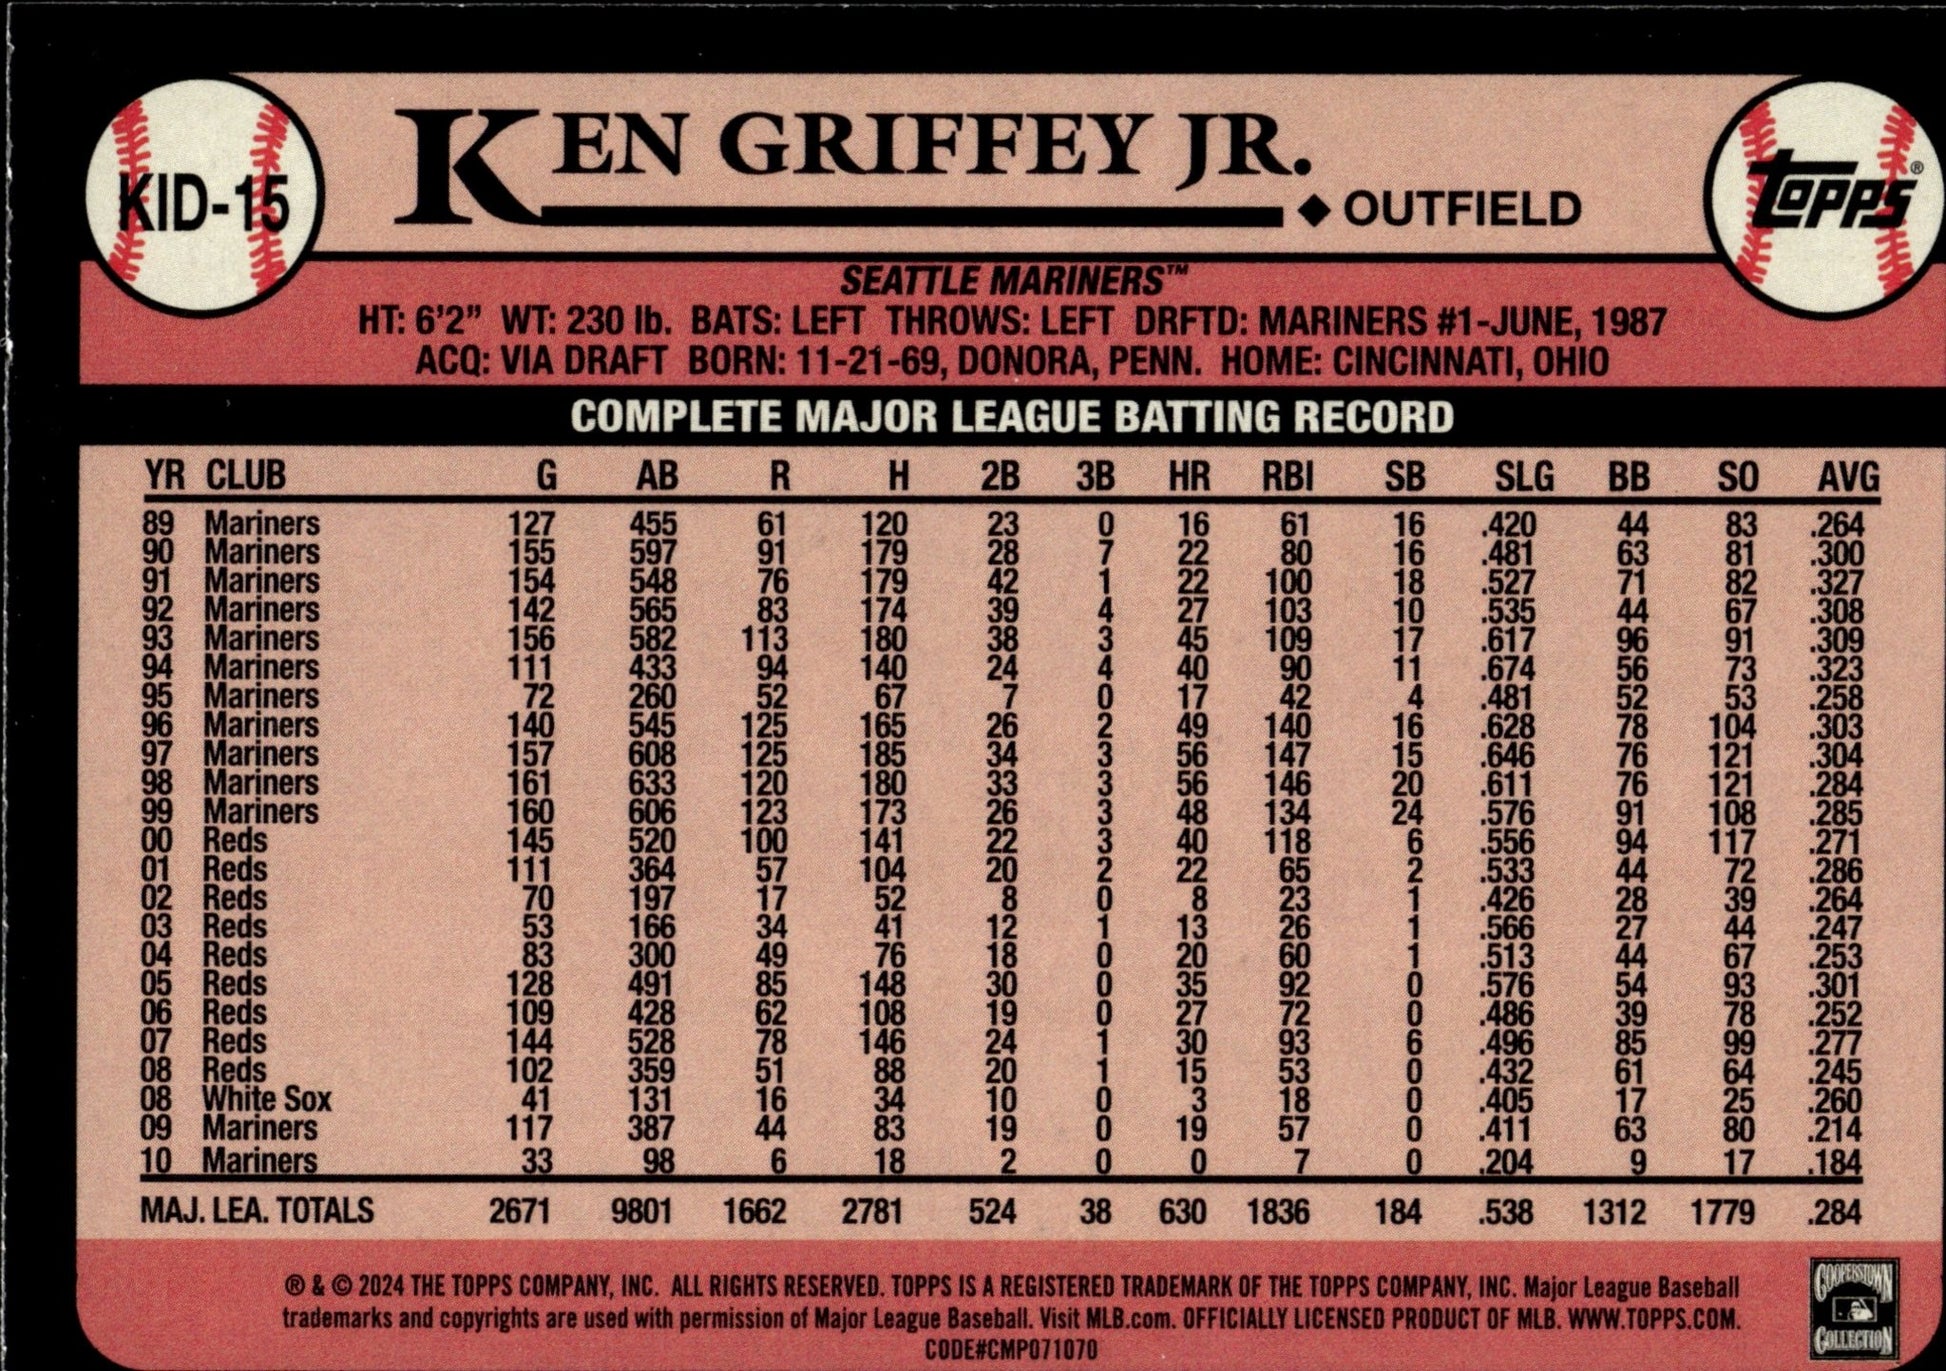 KID-15
KEN GRIFFEY JR.
◆ OUTFIELD
TOPPS®
SEATTLE MARINERS™
HT: 6'2" WT: 230 lb. BATS: LEFT THROWS: LEFT DRFTD: MARINERS #1-JUNE, 1987
ACQ: VIA DRAFT BORN: 11-21-69, DONORA, PENN. HOME: CINCINNATI, OHIO
COMPLETE MAJOR LEAGUE BATTING RECORD
YR CLUB G AB R H 2B 3B HR RBI SB SLG BB SO AVG
89 Mariners 127 455 61 120 23 0 16 61 16 .420 44 83 .264
90 Mariners 155 597 91 179 28 7 22 80 16 .481 63 81 .300
91 Mariners 154 548 76 179 42 1 22 100 18 .527 71 82 .327
92 Mariners 142 565 83 174 39 4 27 103 10 .535 44 67 .308
93 Mariners 156 582 113 180 38 3 45 109 17 .617 96 91 .309
94 Mariners 111 433 94 140 24 4 40 90 11 .674 56 73 .323
95 Mariners 72 260 52 67 7 0 17 42 4 .481 52 53 .258
96 Mariners 140 545 125 165 26 2 49 140 16 .628 78 104 .303
97 Mariners 157 608 125 185 34 3 56 147 15 .646 76 121 .304
98 Mariners 161 633 120 180 33 3 56 146 20 .611 76 121 .284
99 Mariners 160 606 123 173 26 3 48 134 24 .576 91 108 .285
00 Reds 145 520 100 141 22 3 40 118 6 .556 94 117 .271
01 Reds 111 364 57 104 20 2 22 65 2 .533 44 72 .286
02 Reds 70 197 17 52 8 0 8 23 1 .426 28 39 .264
03 Reds 53 166 34 41 12 1 13 26 1 .566 27 44 .247
04 Reds 83 300 49 76 18 0 20 60 1 .513 44 67 .253
05 Reds 128 491 85 148 30 0 35 92 0 .576 54 93 .301
06 Reds 109 428 62 108 19 0 27 72 0 .486 39 78 .252
07 Reds 144 528 78 146 24 1 30 93 6 .496 85 99 .277
08 Reds 102 359 51 88 20 1 15 53 0 .432 61 64 .245
08 White Sox 41 131 16 34 10 0 3 18 0 .405 17 25 .260
09 Mariners 117 387 44 83 19 0 19 57 0 .411 63 80 .214
10 Mariners 33 98 6 18 2 0 0 7 0 .204 9 17 .184
MAJ. LEA. TOTALS 2671 9801 1662 2781 524 38 630 1836 184 .538 1312 1779 .284
® & © 2024 THE TOPPS COMPANY, INC. ALL RIGHTS RESERVED. TOPPS IS A REGISTERED TRADEMARK OF THE TOPPS COMPANY, INC. Major League Baseball
trademarks and copyrights are used with permission of Major League Baseball. Visit MLB.com. OFFICIALLY LICENSED PRODUCT OF MLB. WWW.TOPPS.COM.
CODE#CMP071070
COOPERSTOWN
COLLECTION